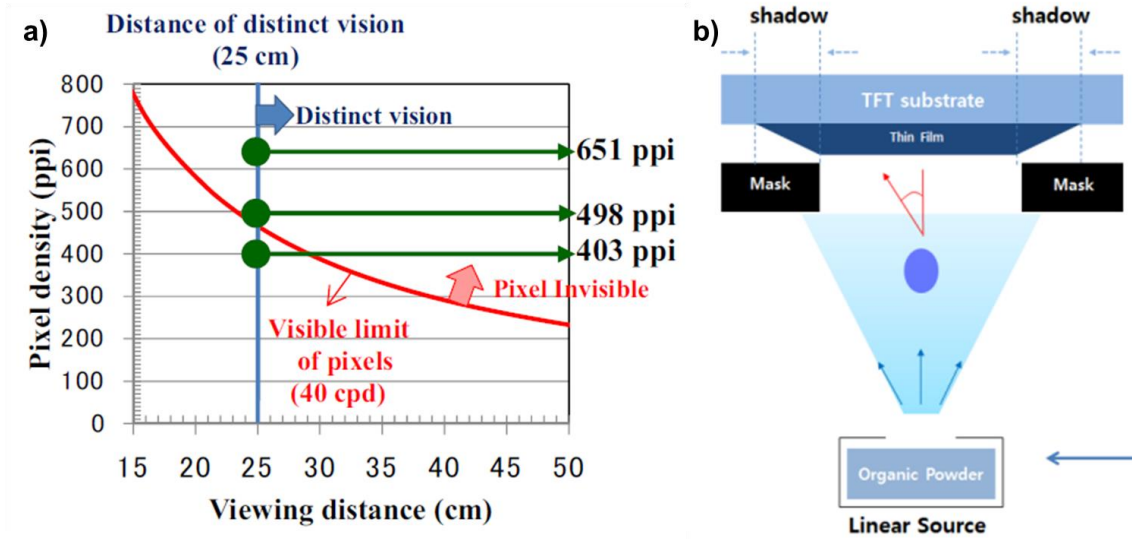 a)
Distance of distinct vision
(25 cm)
Distinct vision
651 ppi
498 ppi
403 ppi
Pixel Invisible
Visible limit
of pixels
(40 cpd)
Pixel density (ppi)
800
700
600
500
400
300
200
100
0
15 20 25 30 35 40 45 50
Viewing distance (cm)
b)
shadow shadow
TFT substrate
Thin Film
Mask Mask
Organic Powder
Linear Source